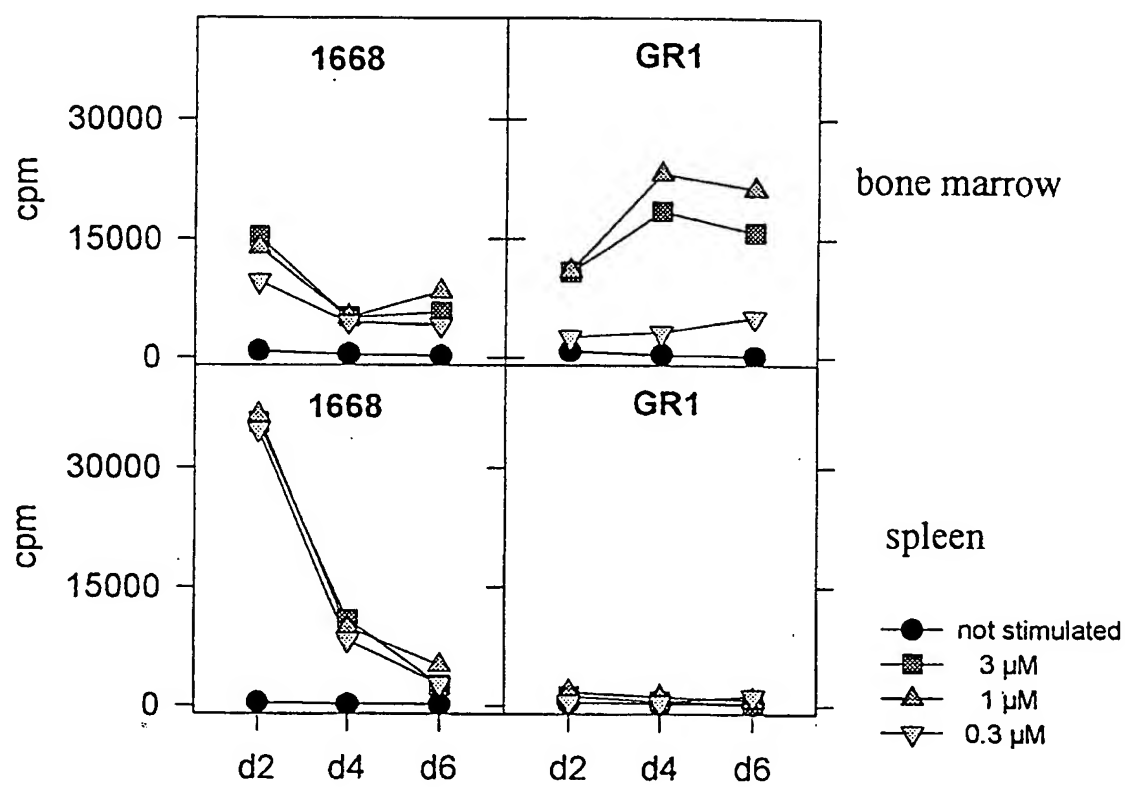 1668
GR1
30000
15000
0
cpm
bone marrow
1668
GR1
30000
15000
0
cpm
spleen
not stimulated
3 µM
1 µM
0.3 µM
d2 d4 d6 d2 d4 d6